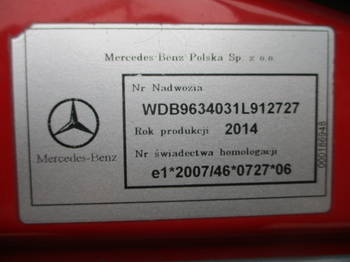 Mercedes-Benz Polska Sp. z o.o.
Nr Nadwozia
WDB9634031L912727
Rok produkcji 2014
Nr świadectwa homologacji
e1*2007/46*0727*06
Mercedes-Benz